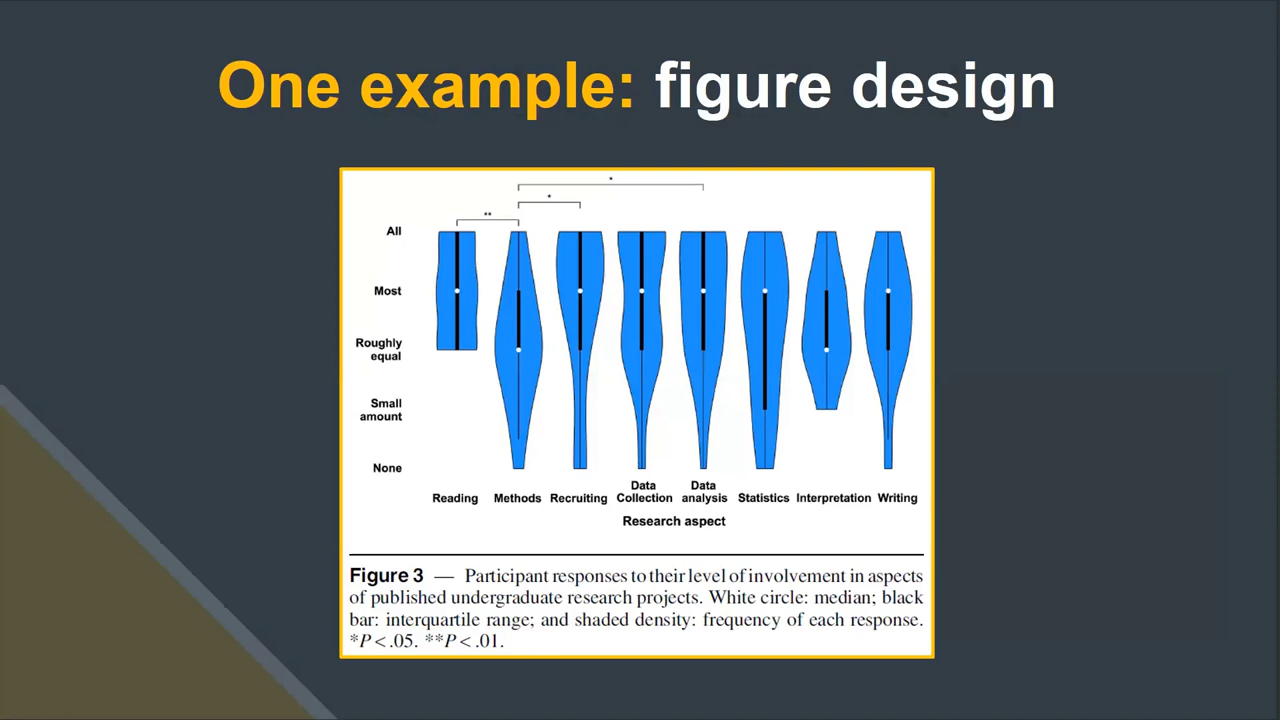 One example: figure design
*
*
**
All
Most
Roughly
equal
Small
amount
None
Reading
Methods
Recruiting
Data
Collection
Data
analysis
Statistics
Interpretation
Writing
Research aspect
Figure 3 — Participant responses to their level of involvement in aspects
of published undergraduate research projects. White circle: median; black
bar: interquartile range; and shaded density: frequency of each response.
*P < .05. **P < .01.